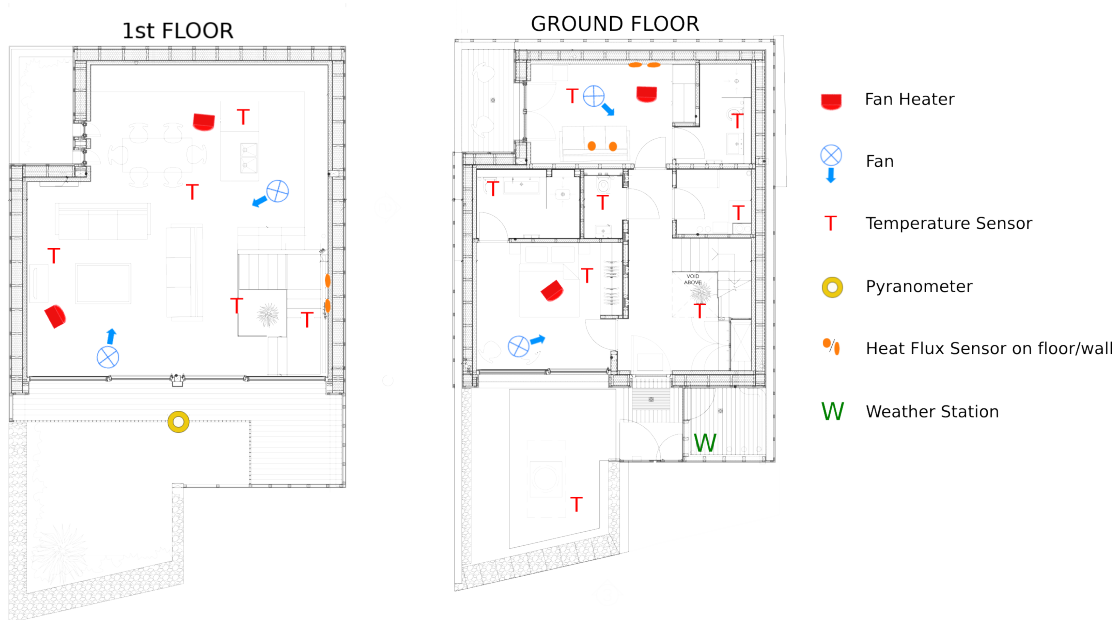 1st FLOOR
GROUND FLOOR
T
T
T
T
T
T
T
T
T
T
T
VOID
ABOVE
T
T
W
T
Fan Heater
Fan
T Temperature Sensor
Pyranometer
Heat Flux Sensor on floor/wall
W Weather Station